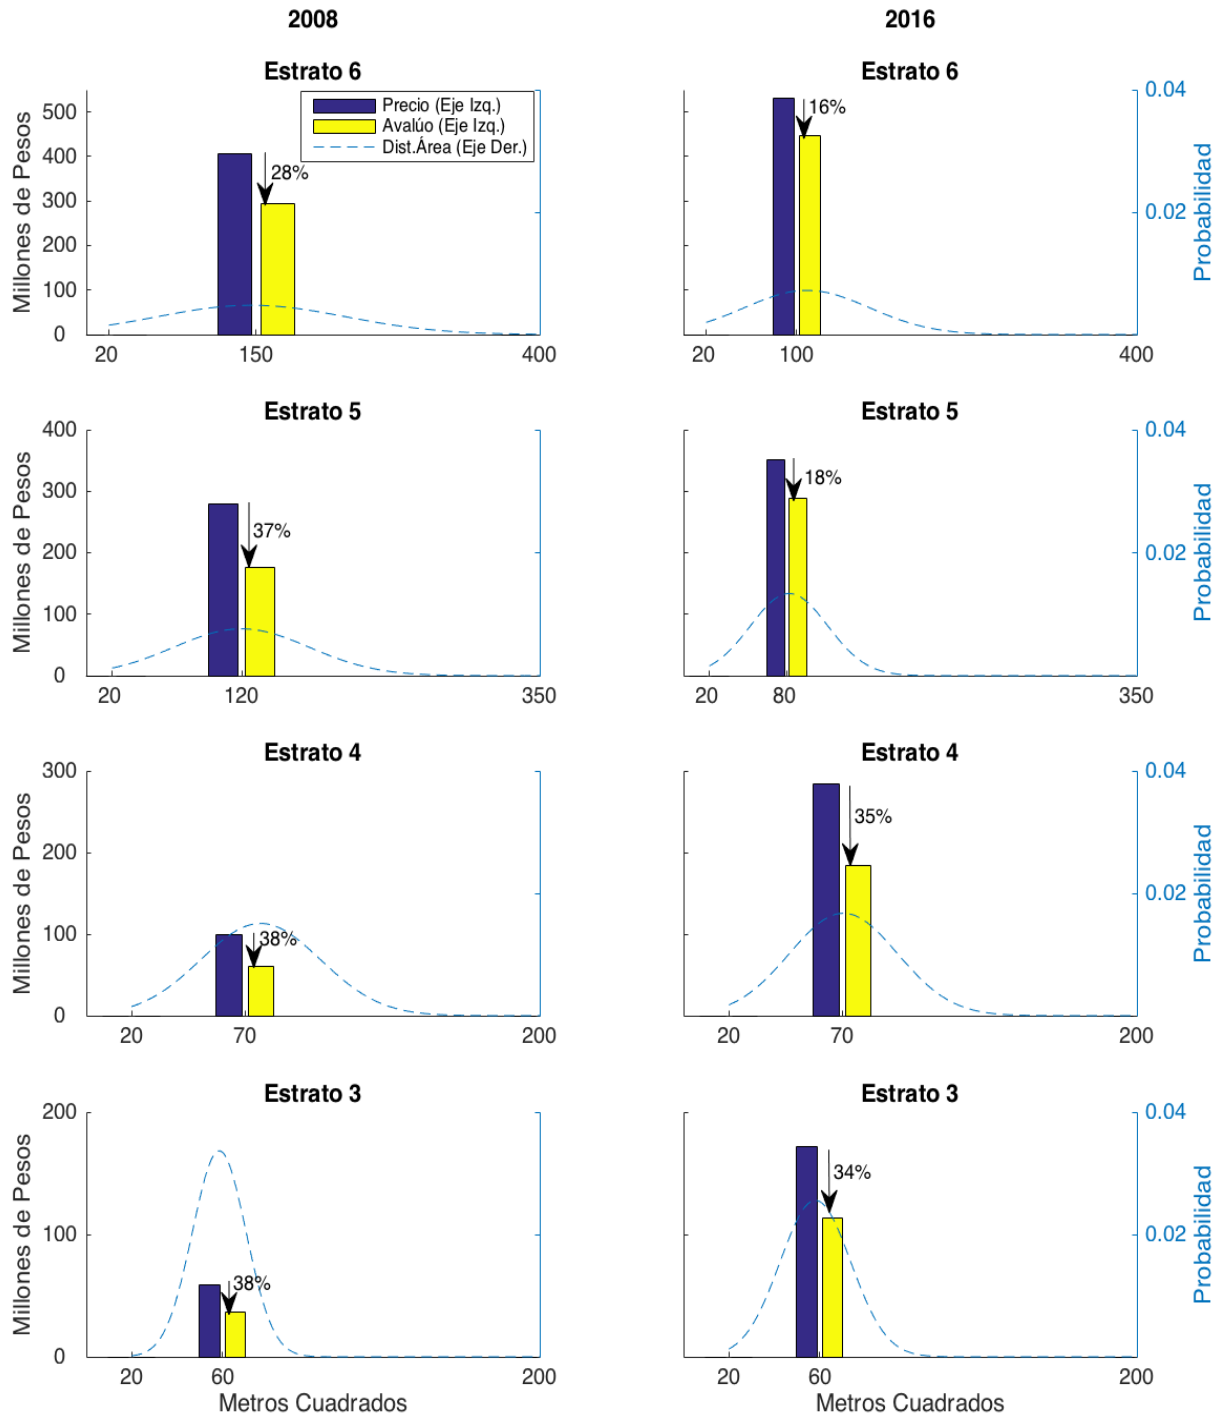 2008
2016
Estrato 6
Estrato 6
Millones de Pesos
500
400
300
200
100
0
Precio (Eje Izq.)
Avalúo (Eje Izq.)
Dist.Área (Eje Der.)
28%
20
150
400
16%
20
100
400
0.04
0.02
Probabilidad
Estrato 5
Estrato 5
Millones de Pesos
400
300
200
100
0
37%
20
120
350
18%
20
80
350
0.04
0.02
Probabilidad
Estrato 4
Estrato 4
Millones de Pesos
300
200
100
0
38%
20
70
200
35%
20
70
200
0.04
0.02
Probabilidad
Estrato 3
Estrato 3
Millones de Pesos
200
100
0
38%
20
60
200
Metros Cuadrados
34%
20
60
200
Metros Cuadrados
0.04
0.02
Probabilidad